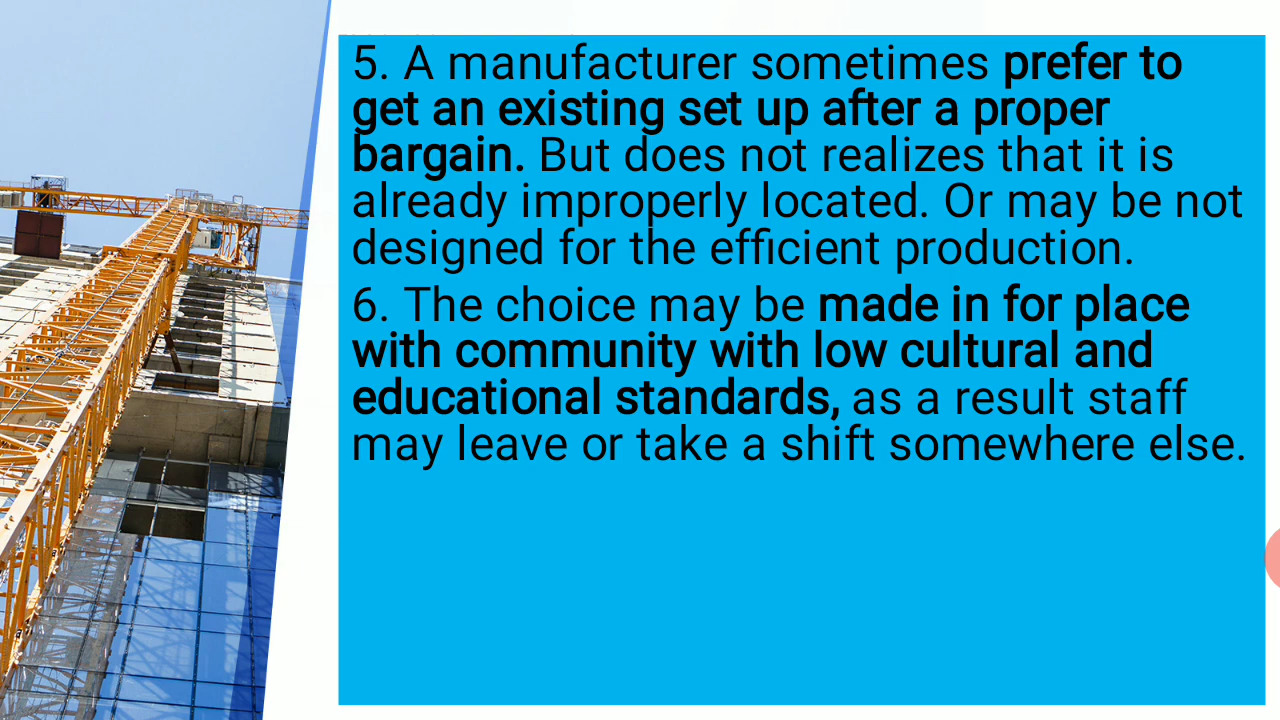 5. A manufacturer sometimes prefer to
get an existing set up after a proper
bargain. But does not realizes that it is
already improperly located. Or may be not
designed for the efficient production.
6. The choice may be made in for place
with community with low cultural and
educational standards, as a result staff
may leave or take a shift somewhere else.